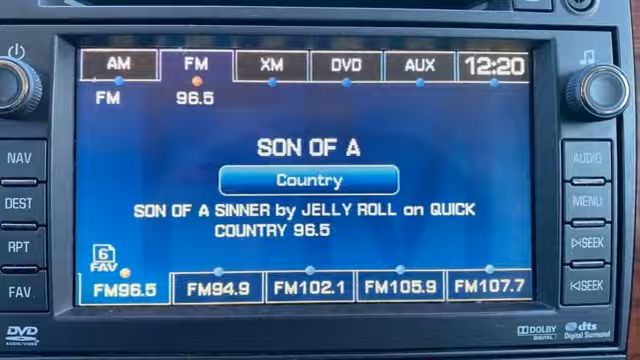 AM FM XM DVD AUX 12:20
FM 96.5
SON OF A
Country
SON OF A SINNER by JELLY ROLL on QUICK
COUNTRY 96.5
6
FAV
FM96.5 FM94.9 FM102.1 FM105.9 FM107.7
NAV
DEST
RPT
FAV
AUDIO
MENU
SEEK
SEEK
DVD
AUDIO/VIDEO
DOLBY
DIGITAL
dts
Digital Surround